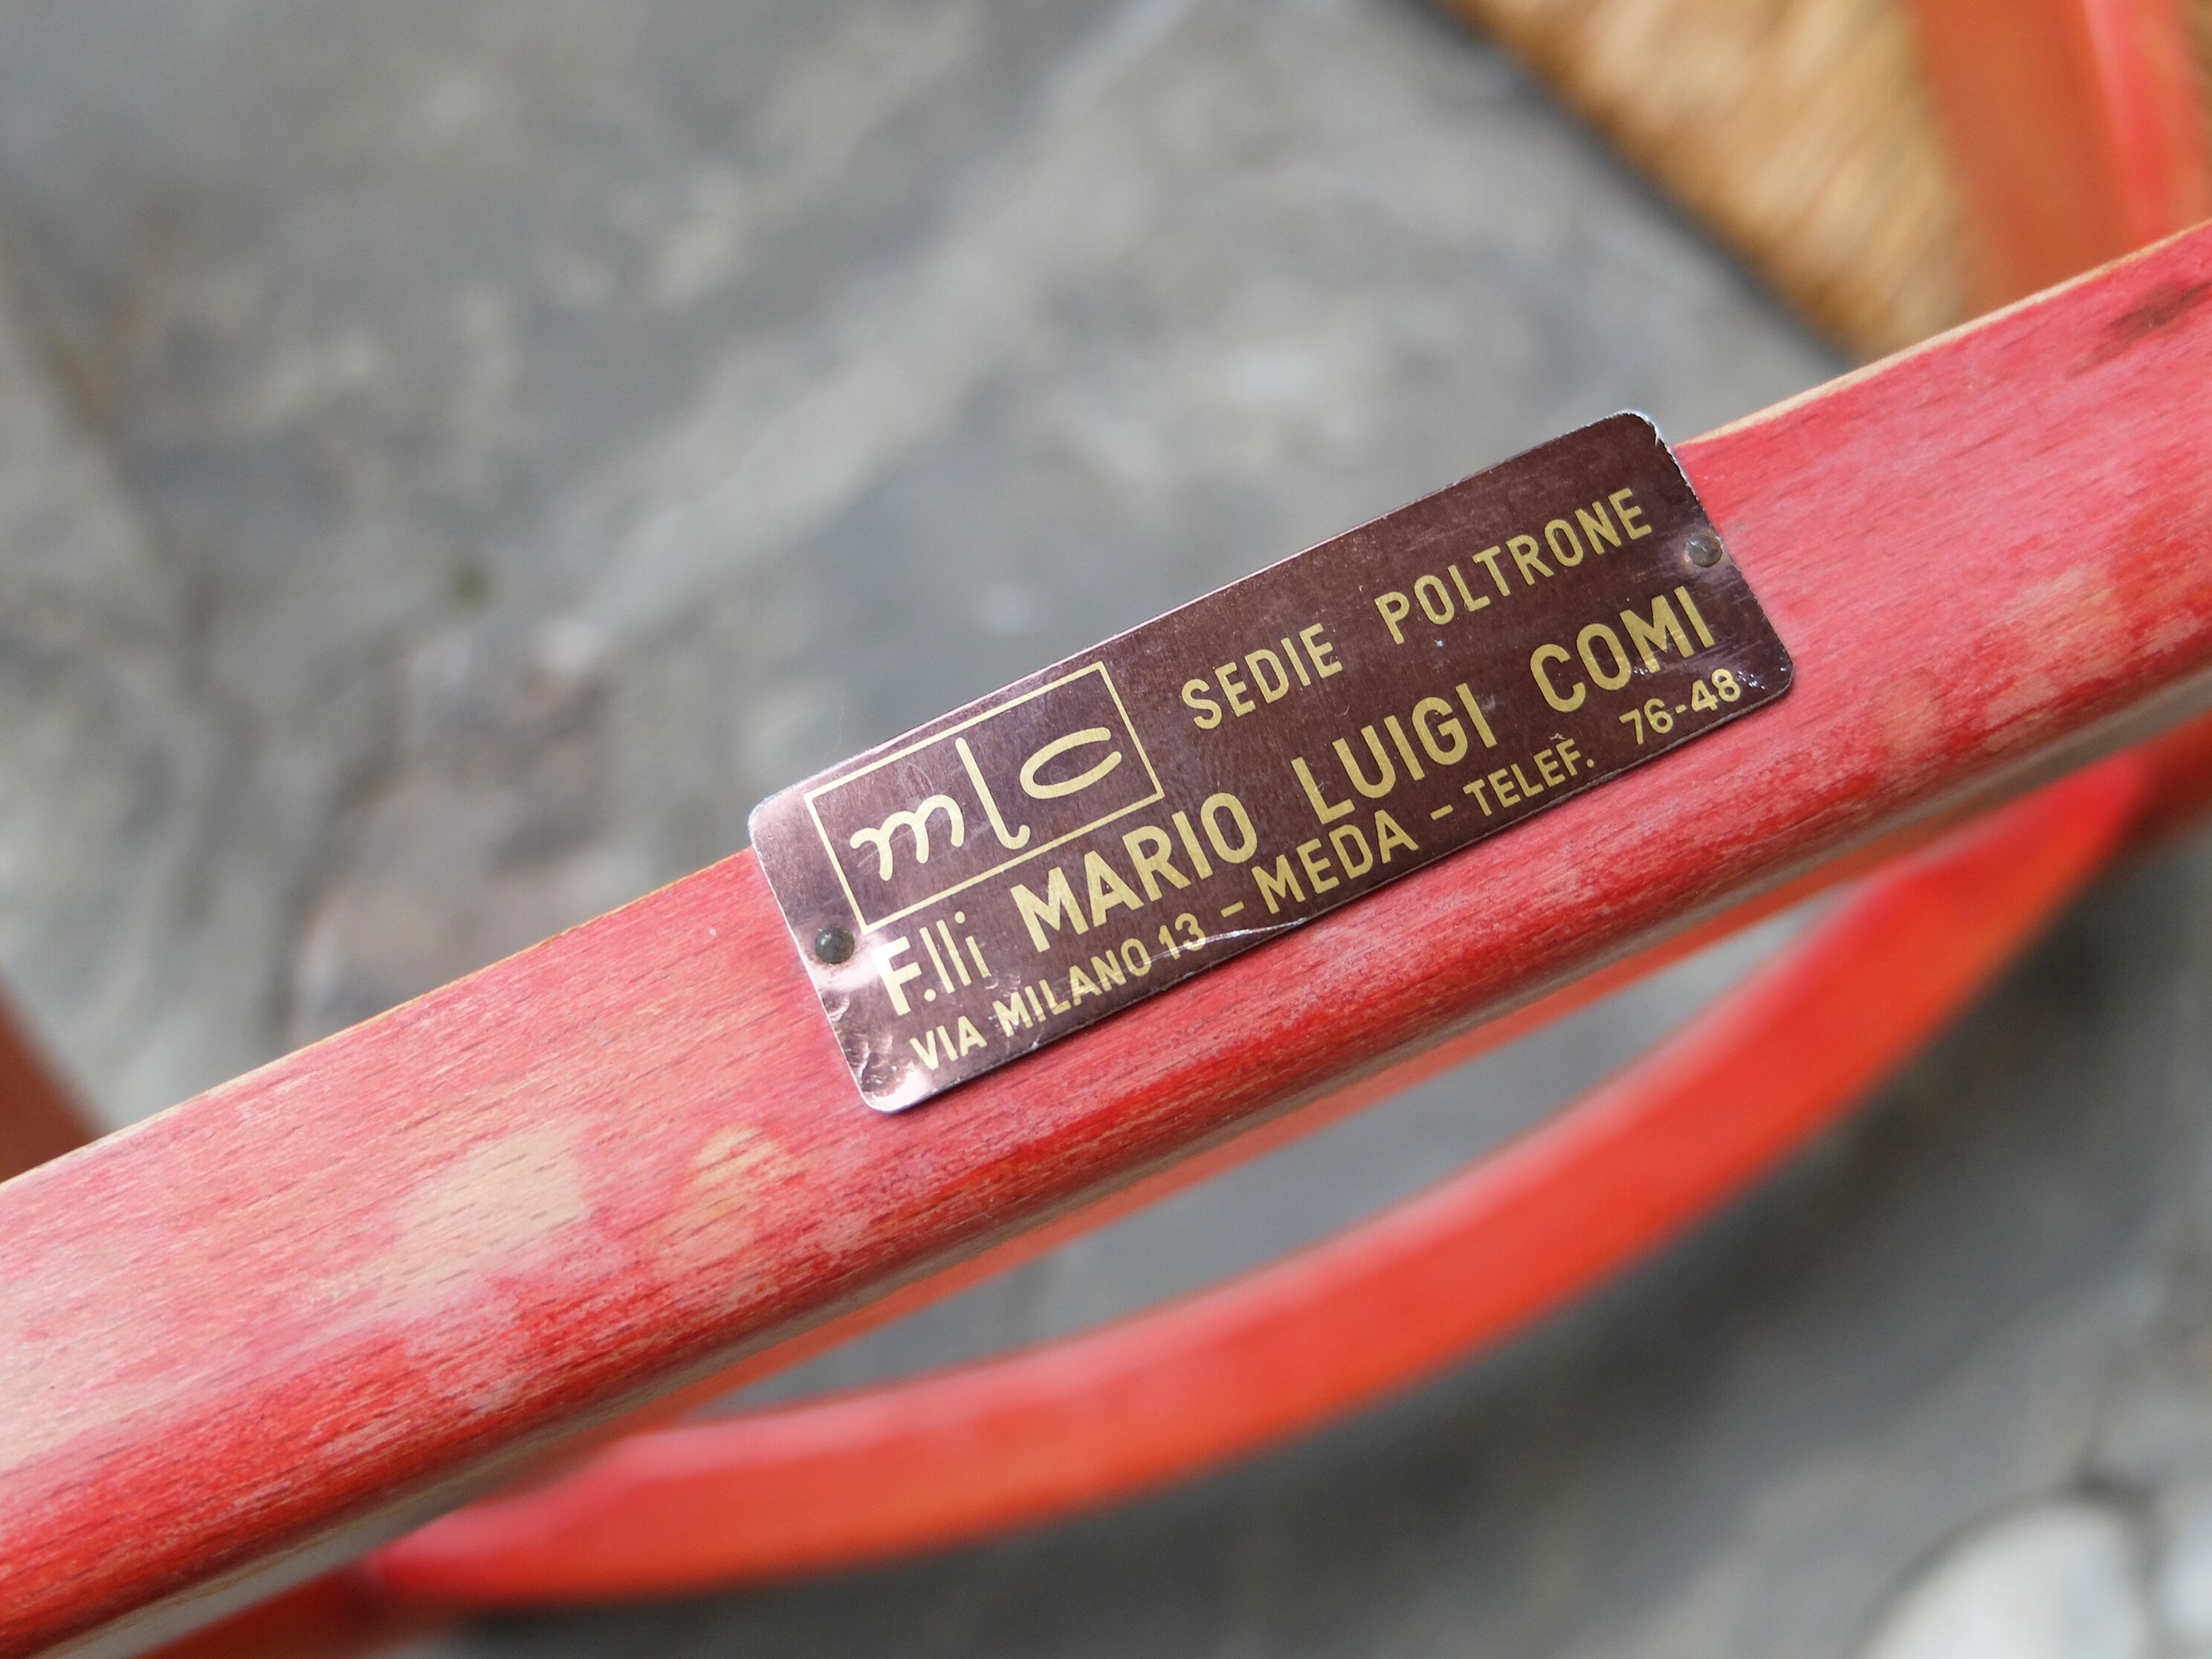 mlc
SEDIE POLTRONE
F.lli MARIO LUIGI COMI
VIA MILANO 13 - MEDA - TELEF. 76-48